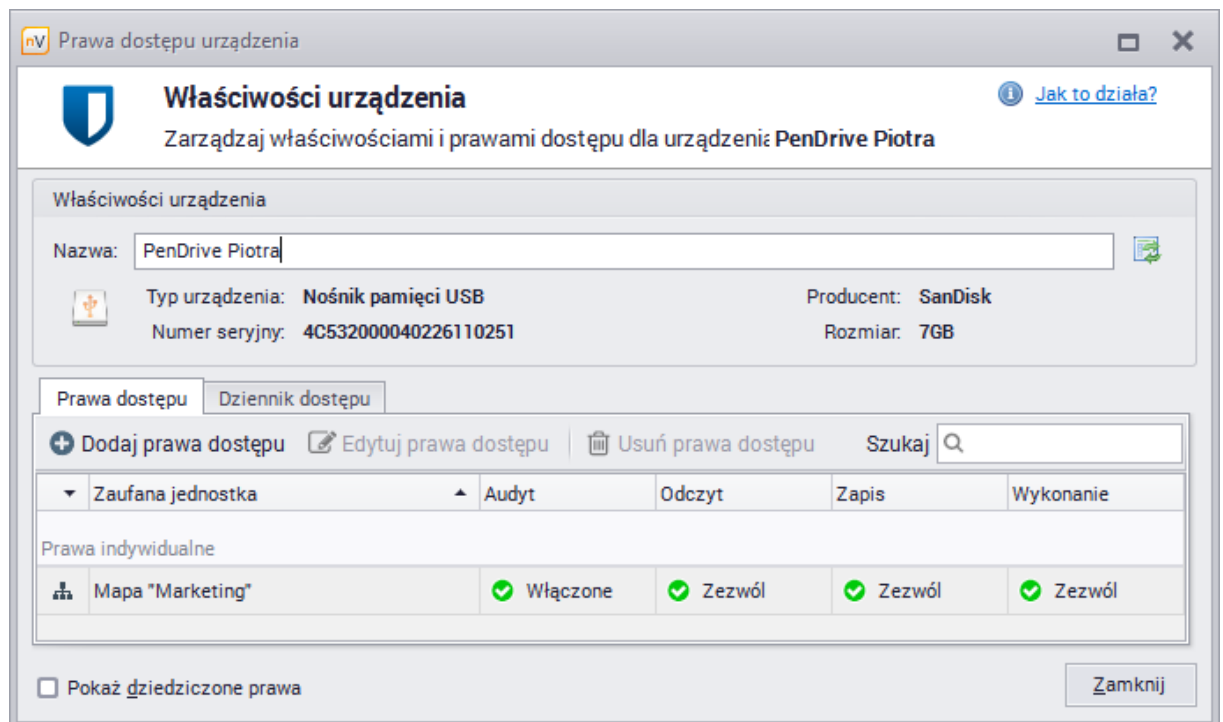 nV Prawa dostępu urządzenia
Właściwości urządzenia
Jak to działa?
Zarządzaj właściwościami i prawami dostępu dla urządzenia PenDrive Piotra
Właściwości urządzenia
Nazwa: PenDrive Piotra
Typ urządzenia: Nośnik pamięci USB Producent: SanDisk
Numer seryjny: 4C532000040226110251 Rozmiar: 7GB
Prawa dostępu Dziennik dostępu
Dodaj prawa dostępu Edytuj prawa dostępu Usuń prawa dostępu Szukaj
Zaufana jednostka Audyt Odczyt Zapis Wykonanie
Prawa indywidualne
Mapa "Marketing" Włączone Zezwól Zezwól Zezwól
Pokaż dziedziczone prawa Zamknij